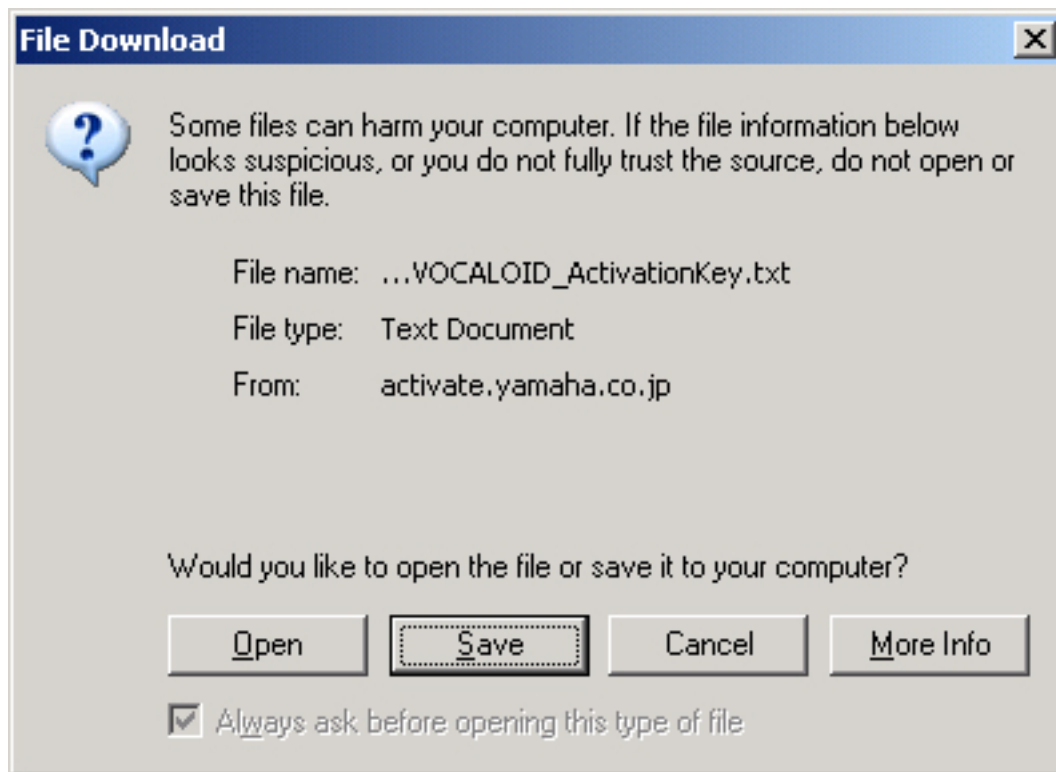 File Download
Some files can harm your computer. If the file information below
looks suspicious, or you do not fully trust the source, do not open or
save this file.
File name: ...VOCALOID_ActivationKey.txt
File type: Text Document
From: activate.yamaha.co.jp
Would you like to open the file or save it to your computer?
Open Save Cancel More Info
Always ask before opening this type of file